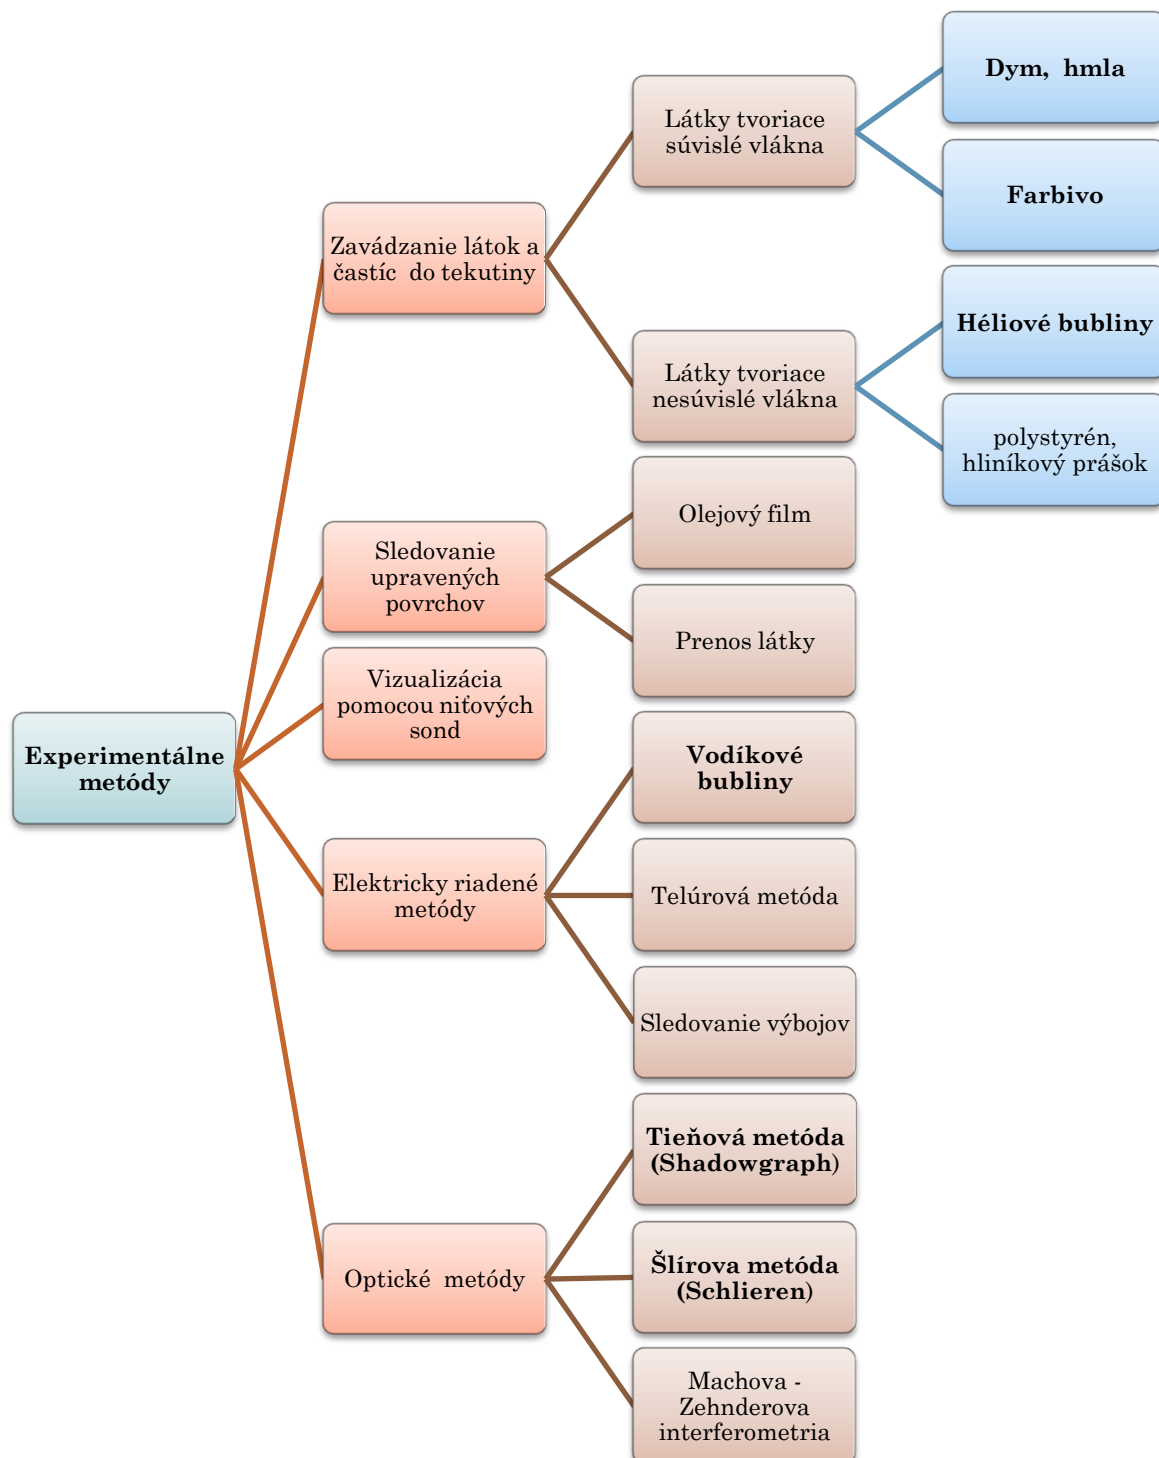 Experimentálne
metódy
Zavádzanie látok a
častíc do tekutiny
Látky tvoriace
súvislé vlákna
Dym, hmla
Farbivo
Látky tvoriace
nesúvislé vlákna
Héliové bubliny
polystyrén,
hliníkový prášok
Sledovanie
upravených
povrchov
Olejový film
Prenos látky
Vizualizácia
pomocou niťových
sond
Elektricky riadené
metódy
Vodíkové
bubliny
Telúrová metóda
Sledovanie výbojov
Optické metódy
Tieňová metóda
(Shadowgraph)
Šlírova metóda
(Schlieren)
Machova -
Zehnderova
interferometria